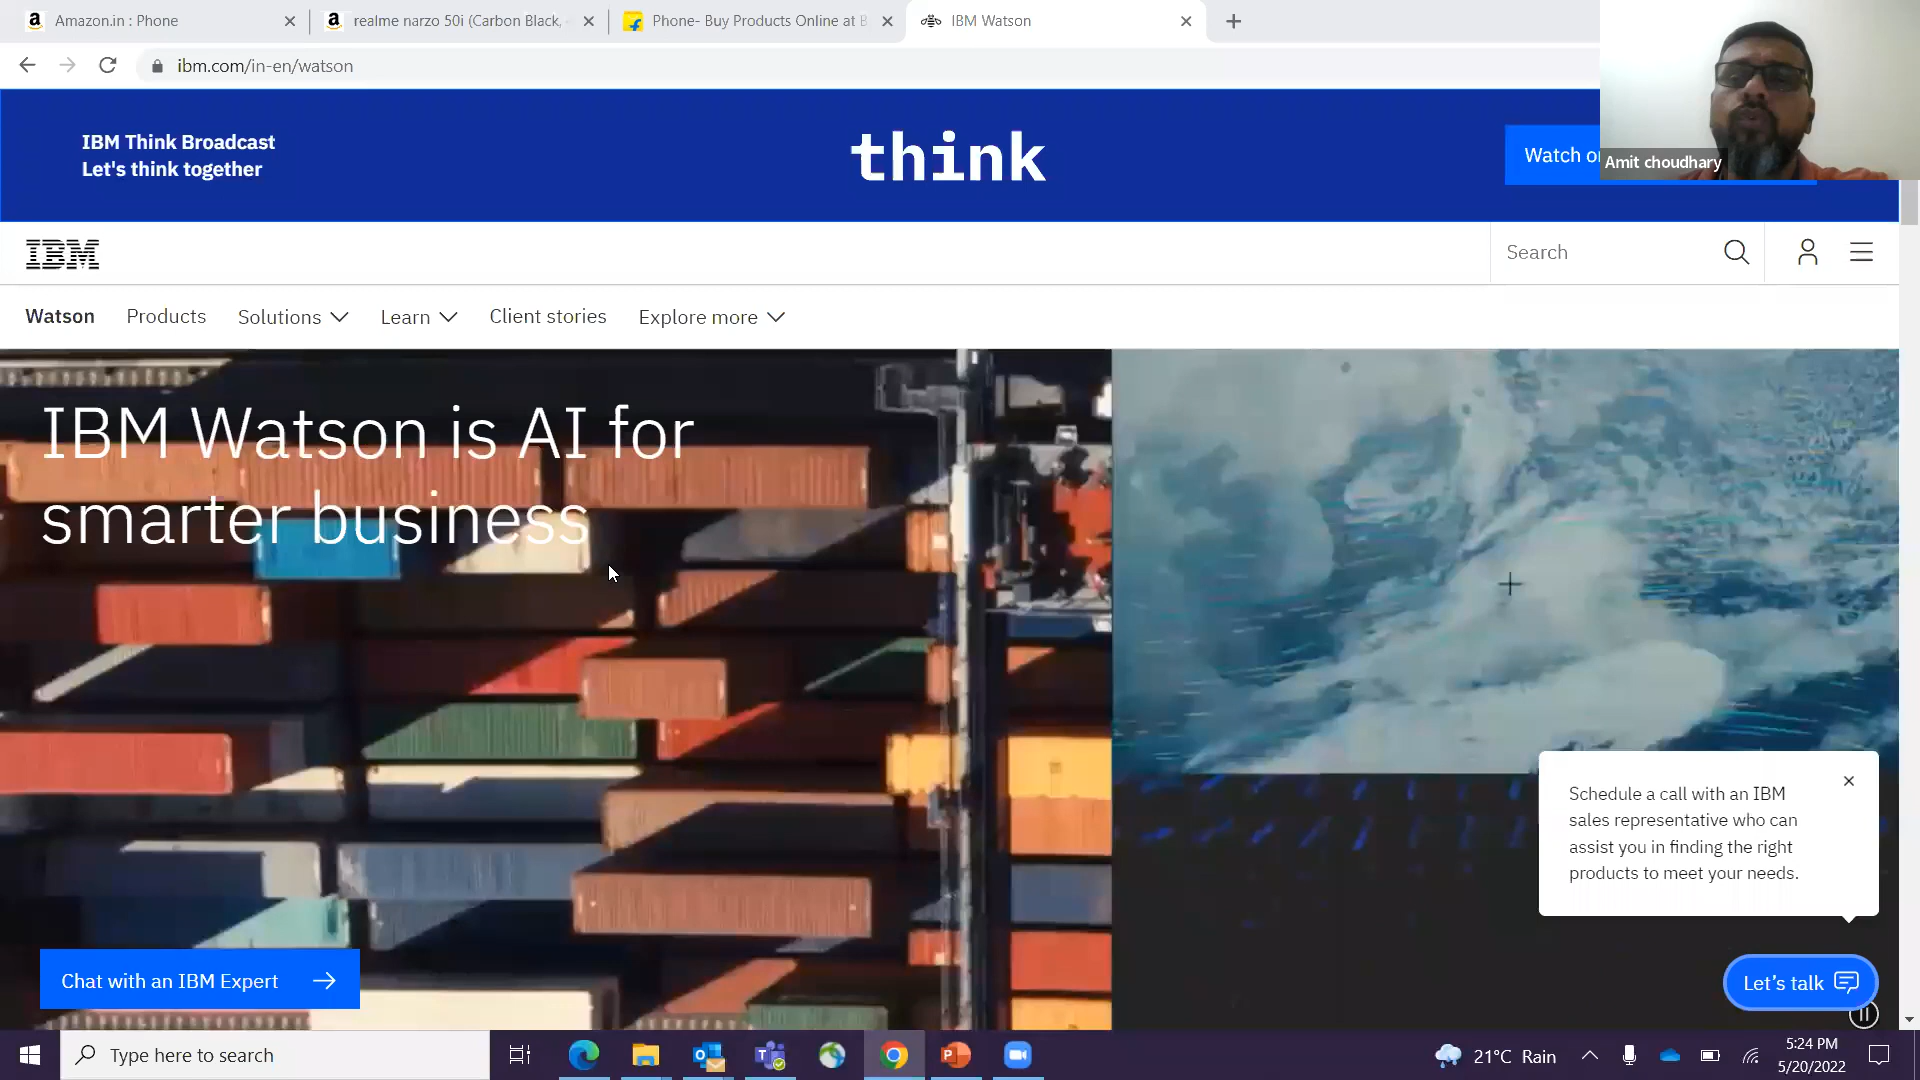 Amazon.in : Phone
realme narzo 50i (Carbon Black,
Phone- Buy Products Online at B
IBM Watson
ibm.com/in-en/watson
IBM Think Broadcast
Let's think together
think
Watch o
Amit choudhary
IBM
Search
Watson
Products
Solutions
Learn
Client stories
Explore more
IBM Watson is AI for
smarter business
Schedule a call with an IBM
sales representative who can
assist you in finding the right
products to meet your needs.
Chat with an IBM Expert
Let's talk
Type here to search
21°C Rain
5:24 PM
5/20/2022